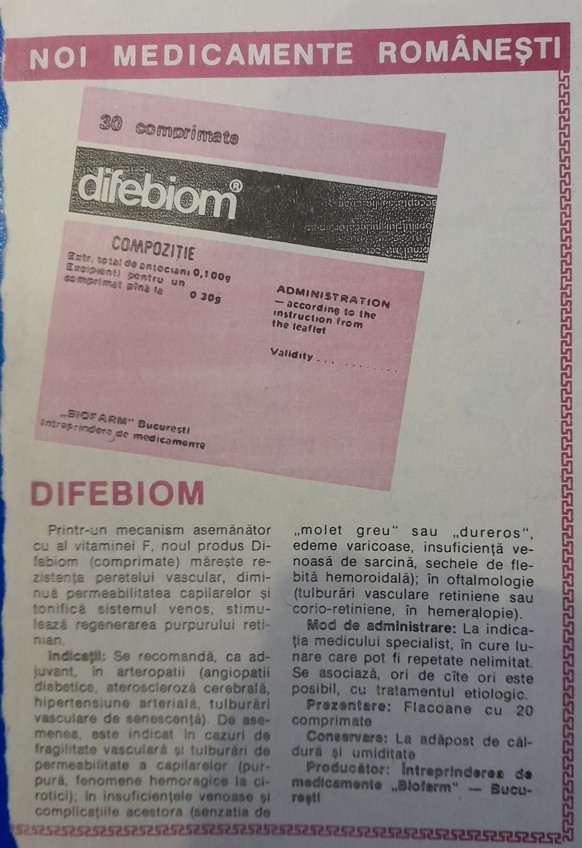 NOI MEDICAMENTE ROMÂNEȘTI
30 comprimate
difebiom®
COMPOZIȚIE
Extr. total de antociani 0,100g
Excipienti pentru un
comprimat pînă la 0 30g
ADMINISTRATION
— according to the
instruction from
the leaflet
Validity . . . . . . . . . . . .
„BIOFARM" Bucuresti
Intreprindere de medicamente
DIFEBIOM
Printr-un mecanism asemănător
cu al vitaminei F, noul produs Di-
febiom (comprimate) mărește re-
zistența peretelui vascular, dimi-
nuă permeabilitatea capilarelor și
tonifică sistemul venos, stimu-
lează regenerarea purpurului reti-
nian.
Indicații: Se recomandă, ca ad-
juvant, în arteropatii (angiopatii
diabetice, ateroscleroză cerebrală,
hipertensiune arterială, tulburări
vasculare de senescență). De ase-
menea, este indicat în cazuri de
fragilitate vasculară și tulburări de
permeabilitate a capilarelor (pur-
pură, fenomene hemoragice la ci-
rotici); în insuficiențele venoase și
complicațiile acestora (senzația de
„molet greu" sau „dureros",
edeme varicoase, insuficiență ve-
noasă de sarcină, sechele de fle-
bită hemoroidală); în oftalmologie
(tulburări vasculare retiniene sau
corio-retiniene, în hemeralopie).
Mod de administrare: La indica-
ția medicului specialist, în cure lu-
nare care pot fi repetate nelimitat.
Se asociază, ori de cîte ori este
posibil, cu tratamentul etiologic.
Prezentare: Flacoane cu 20
comprimate
Conservare: La adăpost de căl-
dură și umiditate
Producător: Întreprinderea de
medicamente „Biofarm" — Bucu-
rești